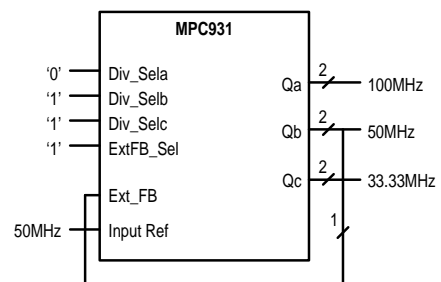 MPC931
‘0’ Div_Sela
‘1’ Div_Selb
‘1’ Div_Selc
‘1’ ExtFB_Sel
Ext_FB
50MHz Input Ref
Qa 2 100MHz
Qb 2 50MHz
Qc 2 33.33MHz
1